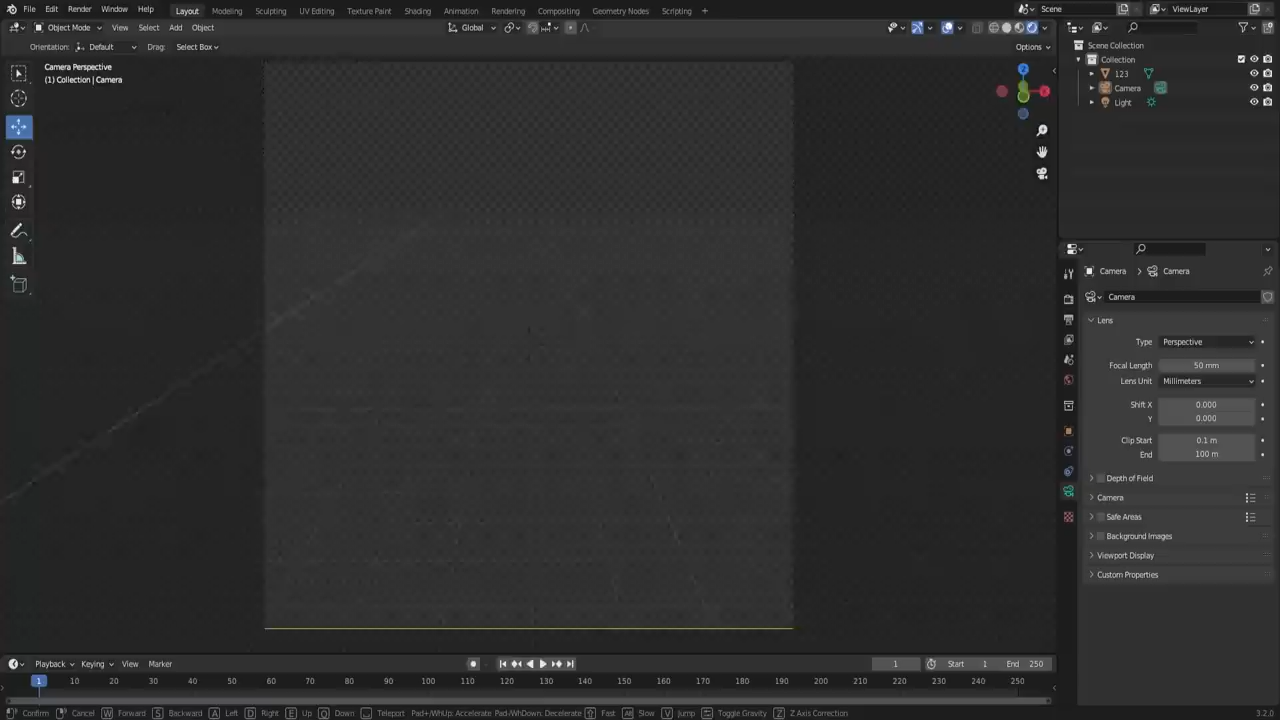 File Edit Render Window Help Layout Modeling Sculpting UV Editing Texture Paint Shading Animation Rendering Compositing Geometry Nodes Scripting + Scene ViewLayer
Object Mode View Select Add Object Global
Orientation: Default Drag: Select Box Options
Camera Perspective
(1) Collection | Camera
Z
X
Scene Collection
Collection
123
Camera
Light
Camera > Camera
Camera
Lens
Type Perspective
Focal Length 50 mm
Lens Unit Millimeters
Shift X 0.000
Y 0.000
Clip Start 0.1 m
End 100 m
Depth of Field
Camera
Safe Areas
Background Images
Viewport Display
Custom Properties
Playback Keying View Marker 1 Start 1 End 250
1 10 20 30 40 50 60 70 80 90 100 110 120 130 140 150 160 170 180 190 200 210 220 230 240 250
Confirm Cancel W Forward S Backward A Left D Right E Up Q Down Teleport Pad+/WhUp: Accelerate Pad-/WhDown: Decelerate Fast Slow V Jump Toggle Gravity Z Z Axis Correction 3.2.0